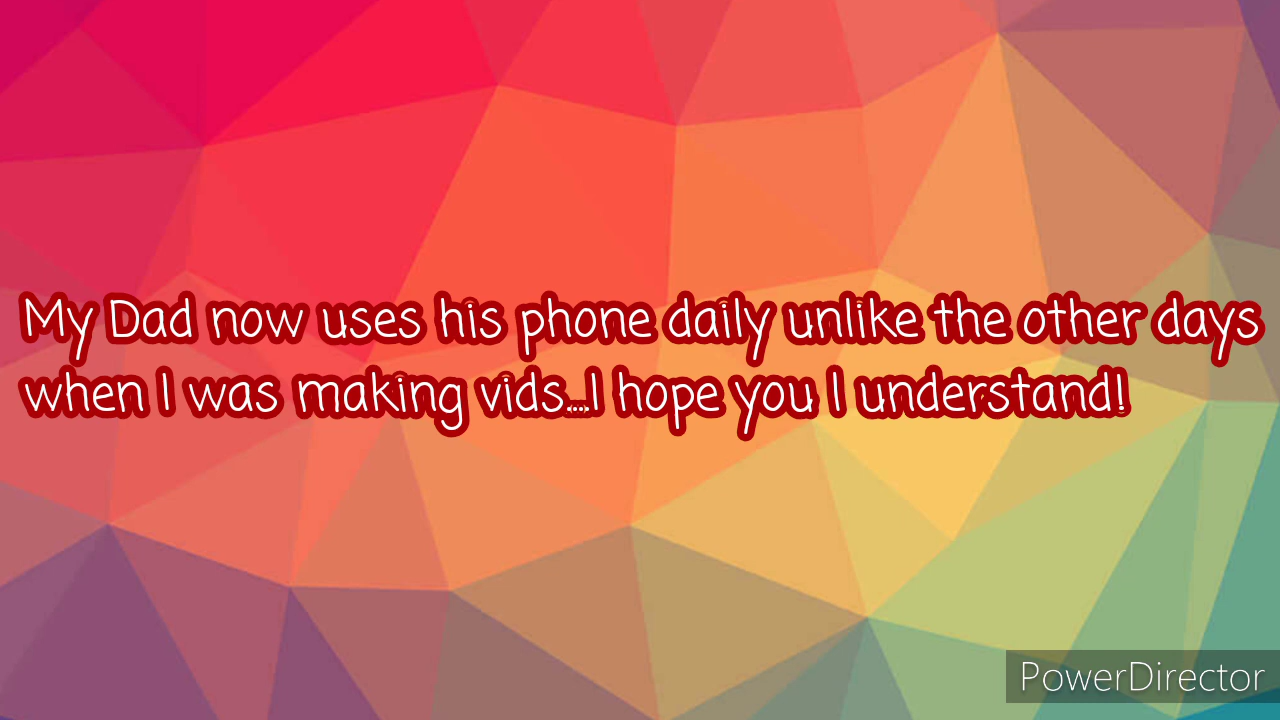 My Dad now uses his phone daily unlike the other days
when I was making vids....I hope you I understand!
PowerDirector